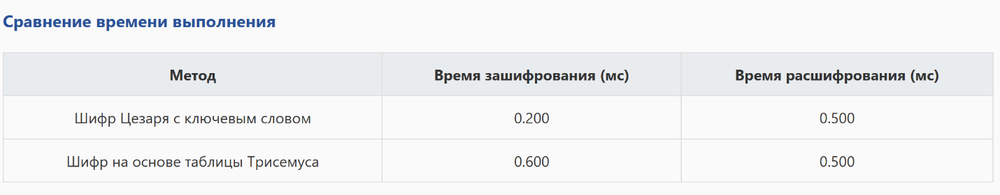 Сравнение времени выполнения
Метод Время зашифрования (мс) Время расшифрования (мс)
Шифр Цезаря с ключевым словом 0.200 0.500
Шифр на основе таблицы Трисемуса 0.600 0.500